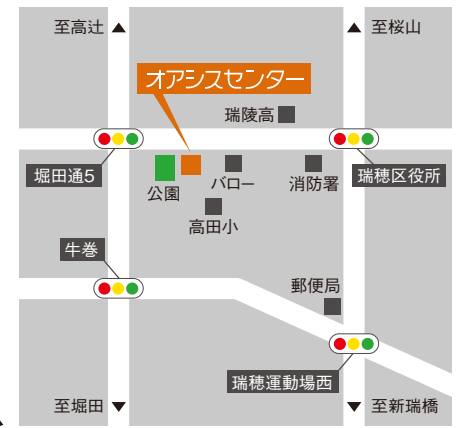 至高辻
至桜山
オアシスセンター
瑞陵高
堀田通5
公園
バロー
消防署
瑞穂区役所
高田小
牛巻
郵便局
瑞穂運動場西
至堀田
至新瑞橋